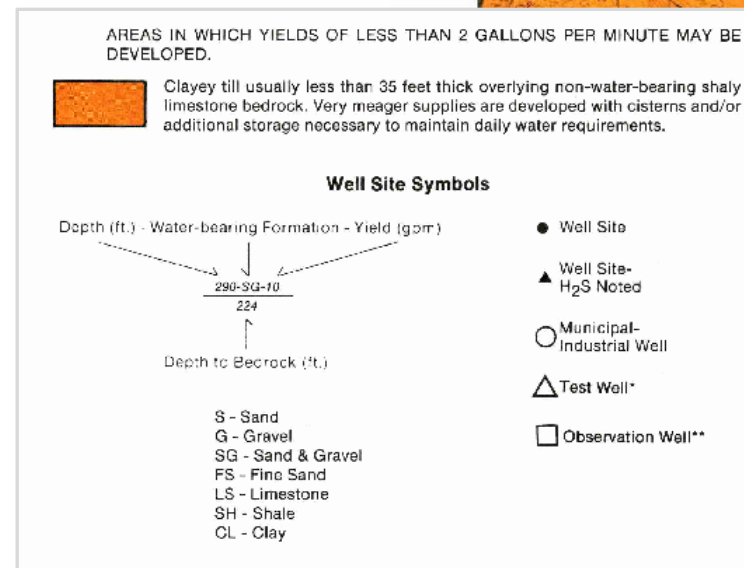 AREAS IN WHICH YIELDS OF LESS THAN 2 GALLONS PER MINUTE MAY BE
DEVELOPED.
Clayey till usually less than 35 feet thick overlying non-water-bearing shaly
limestone bedrock. Very meager supplies are developed with cisterns and/or
additional storage necessary to maintain daily water requirements.
Well Site Symbols
Depth (ft.) - Water-bearing Formation - Yield (gpm)
290-SG-10
224
Depth to Bedrock (ft.)
S - Sand
G - Gravel
SG - Sand & Gravel
FS - Fine Sand
LS - Limestone
SH - Shale
CL - Clay
Well Site
Well Site-
H2S Noted
Municipal-
Industrial Well
Test Well*
Observation Well**